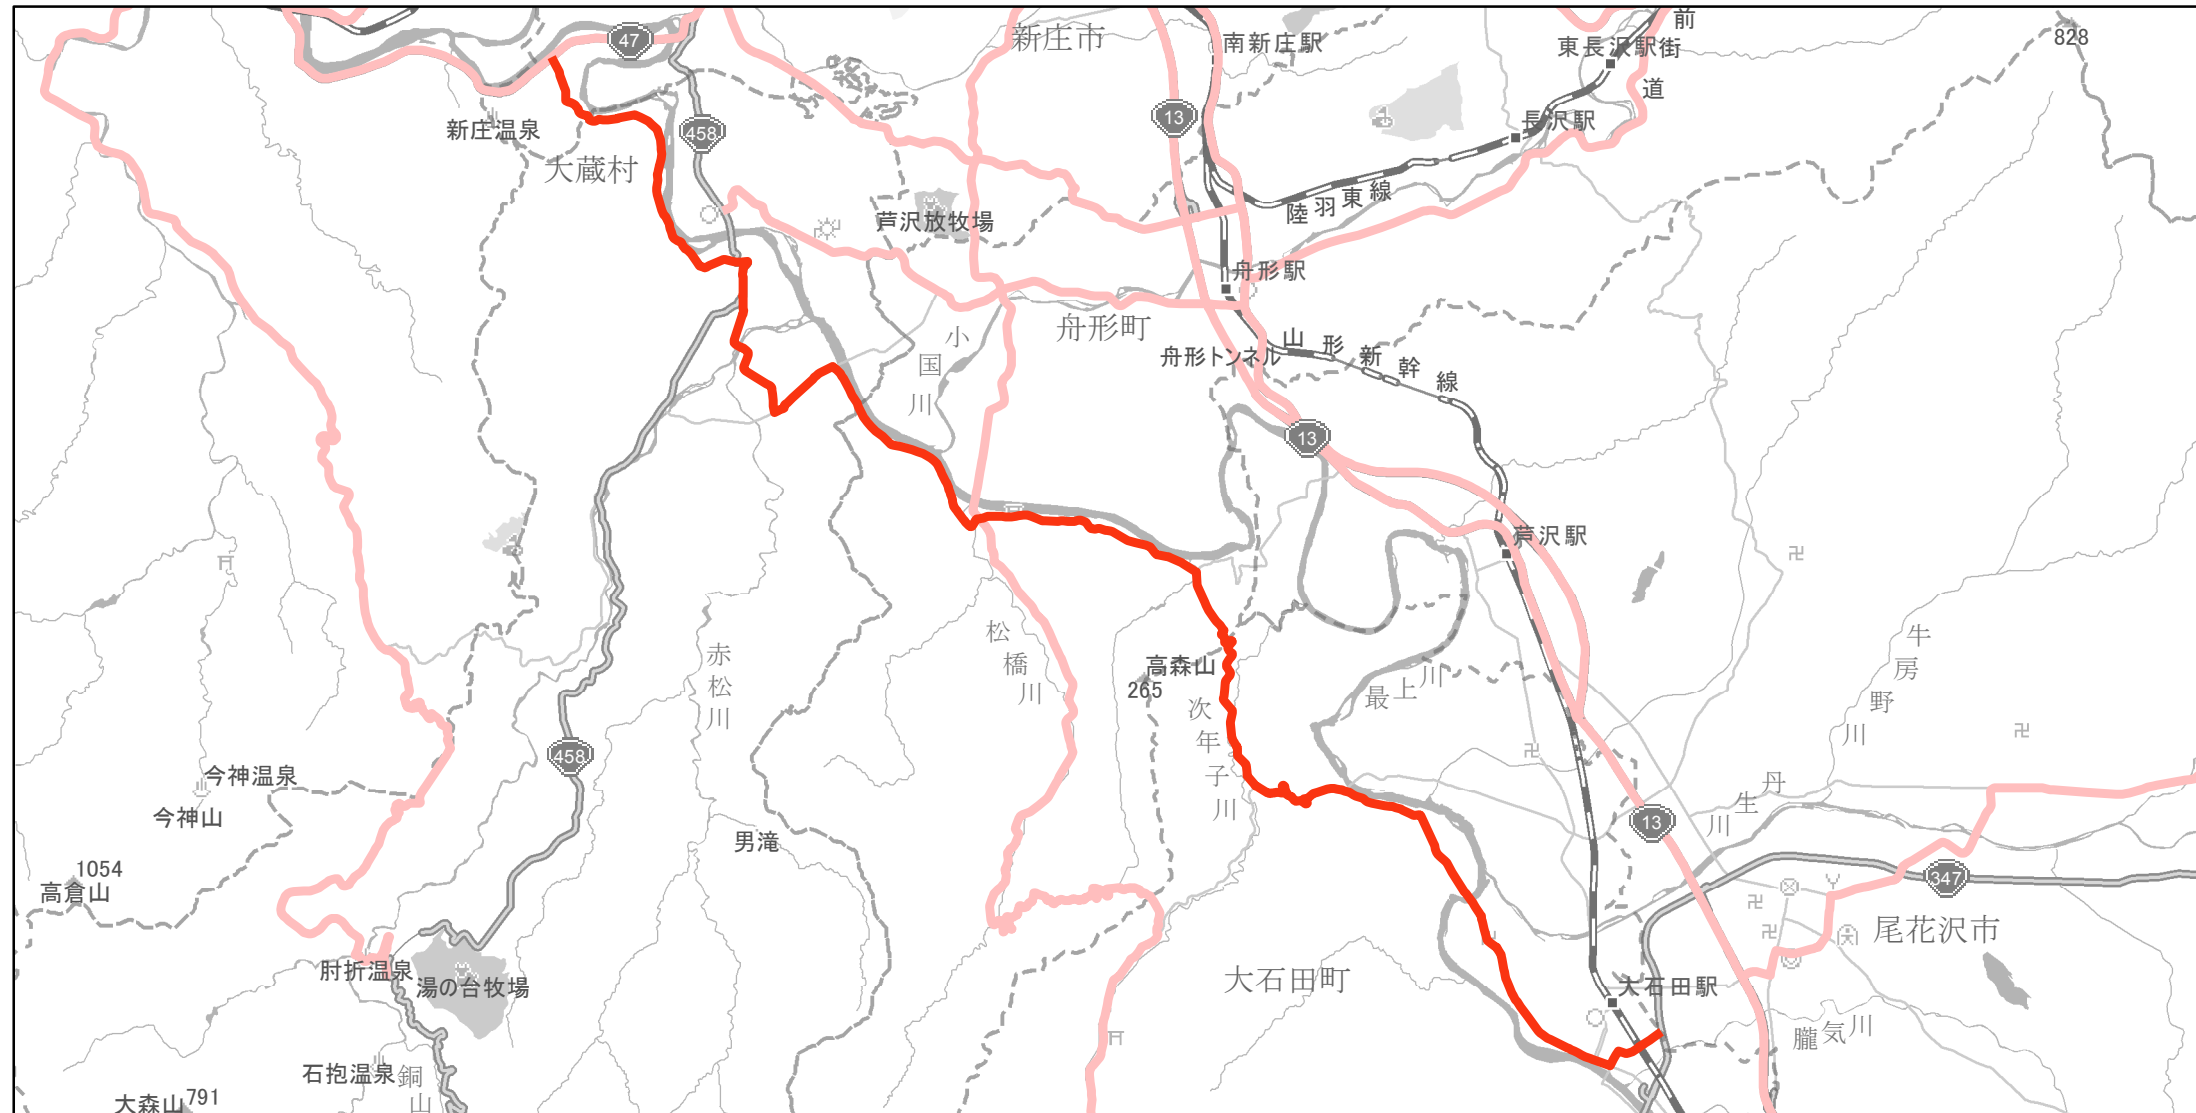 前
47
新庄市
南新庄駅
東長沢駅街
828
道
13
長沢駅
新庄温泉
458
大蔵村
芦沢放牧場
陸羽東線
舟形駅
舟形町
小国川
舟形トンネル
山形新幹線
13
芦沢駅
松橋川
赤松川
高森山
265
最上川
牛房野川
次年子川
458
今神温泉
今神山
丹生川
13
男滝
1054
高倉山
347
尾花沢市
肘折温泉
湯の台牧場
大石田町
大石田駅
朧気川
石抱温泉
銅山
大森山
791